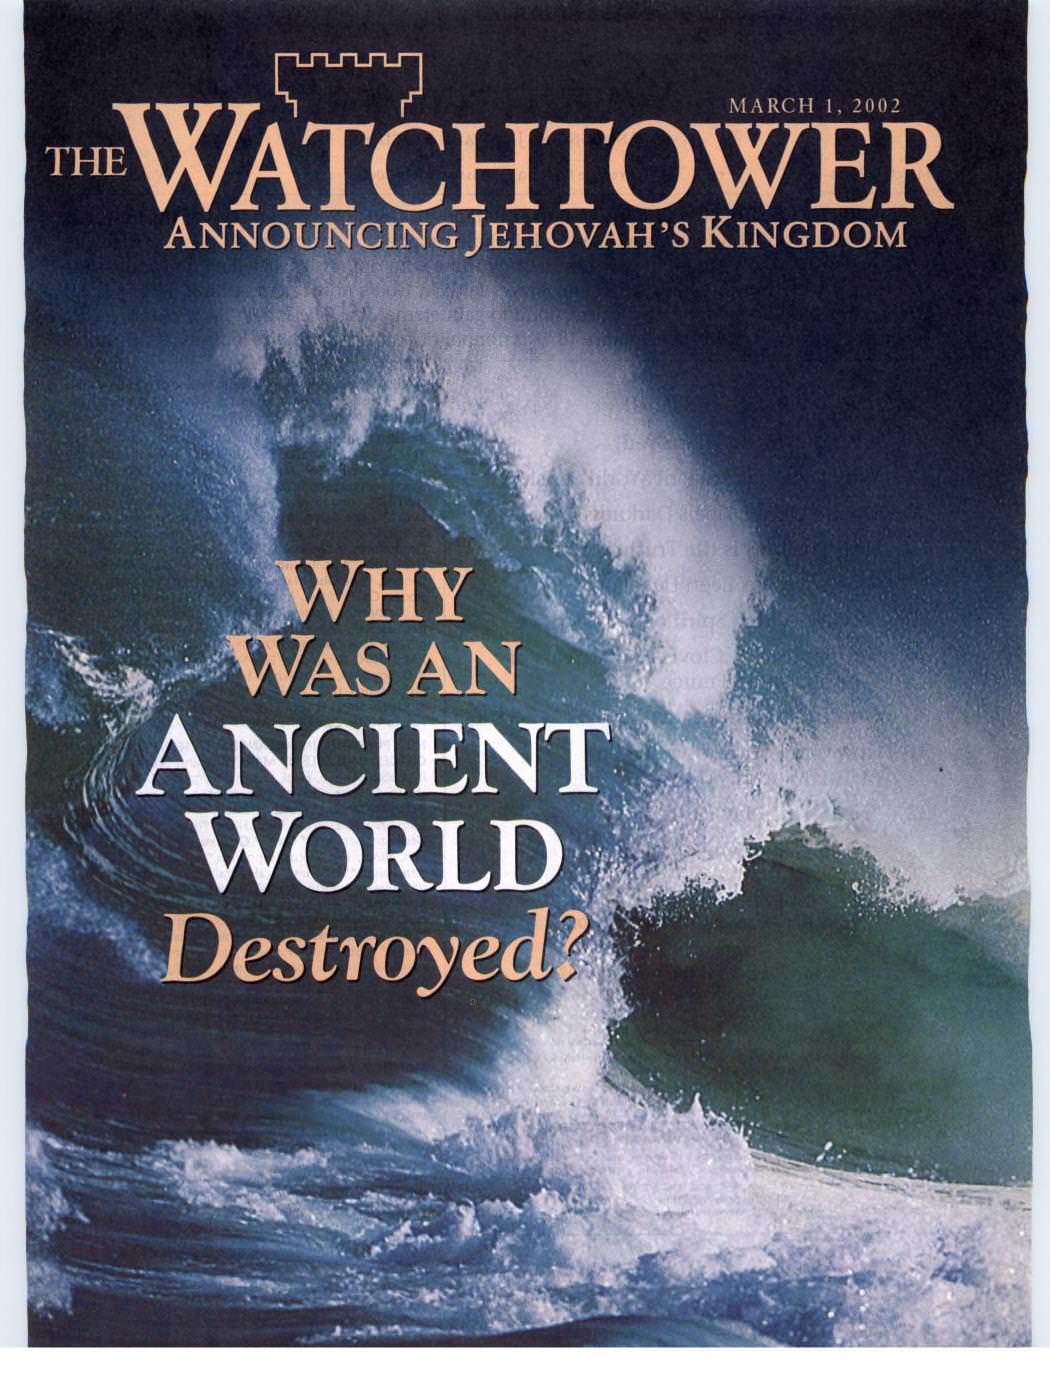 MARCH 1, 2002
THE WATCHTOWER
ANNOUNCING JEHOVAH'S KINGDOM
WHY
WAS AN
ANCIENT
WORLD
Destroyed?